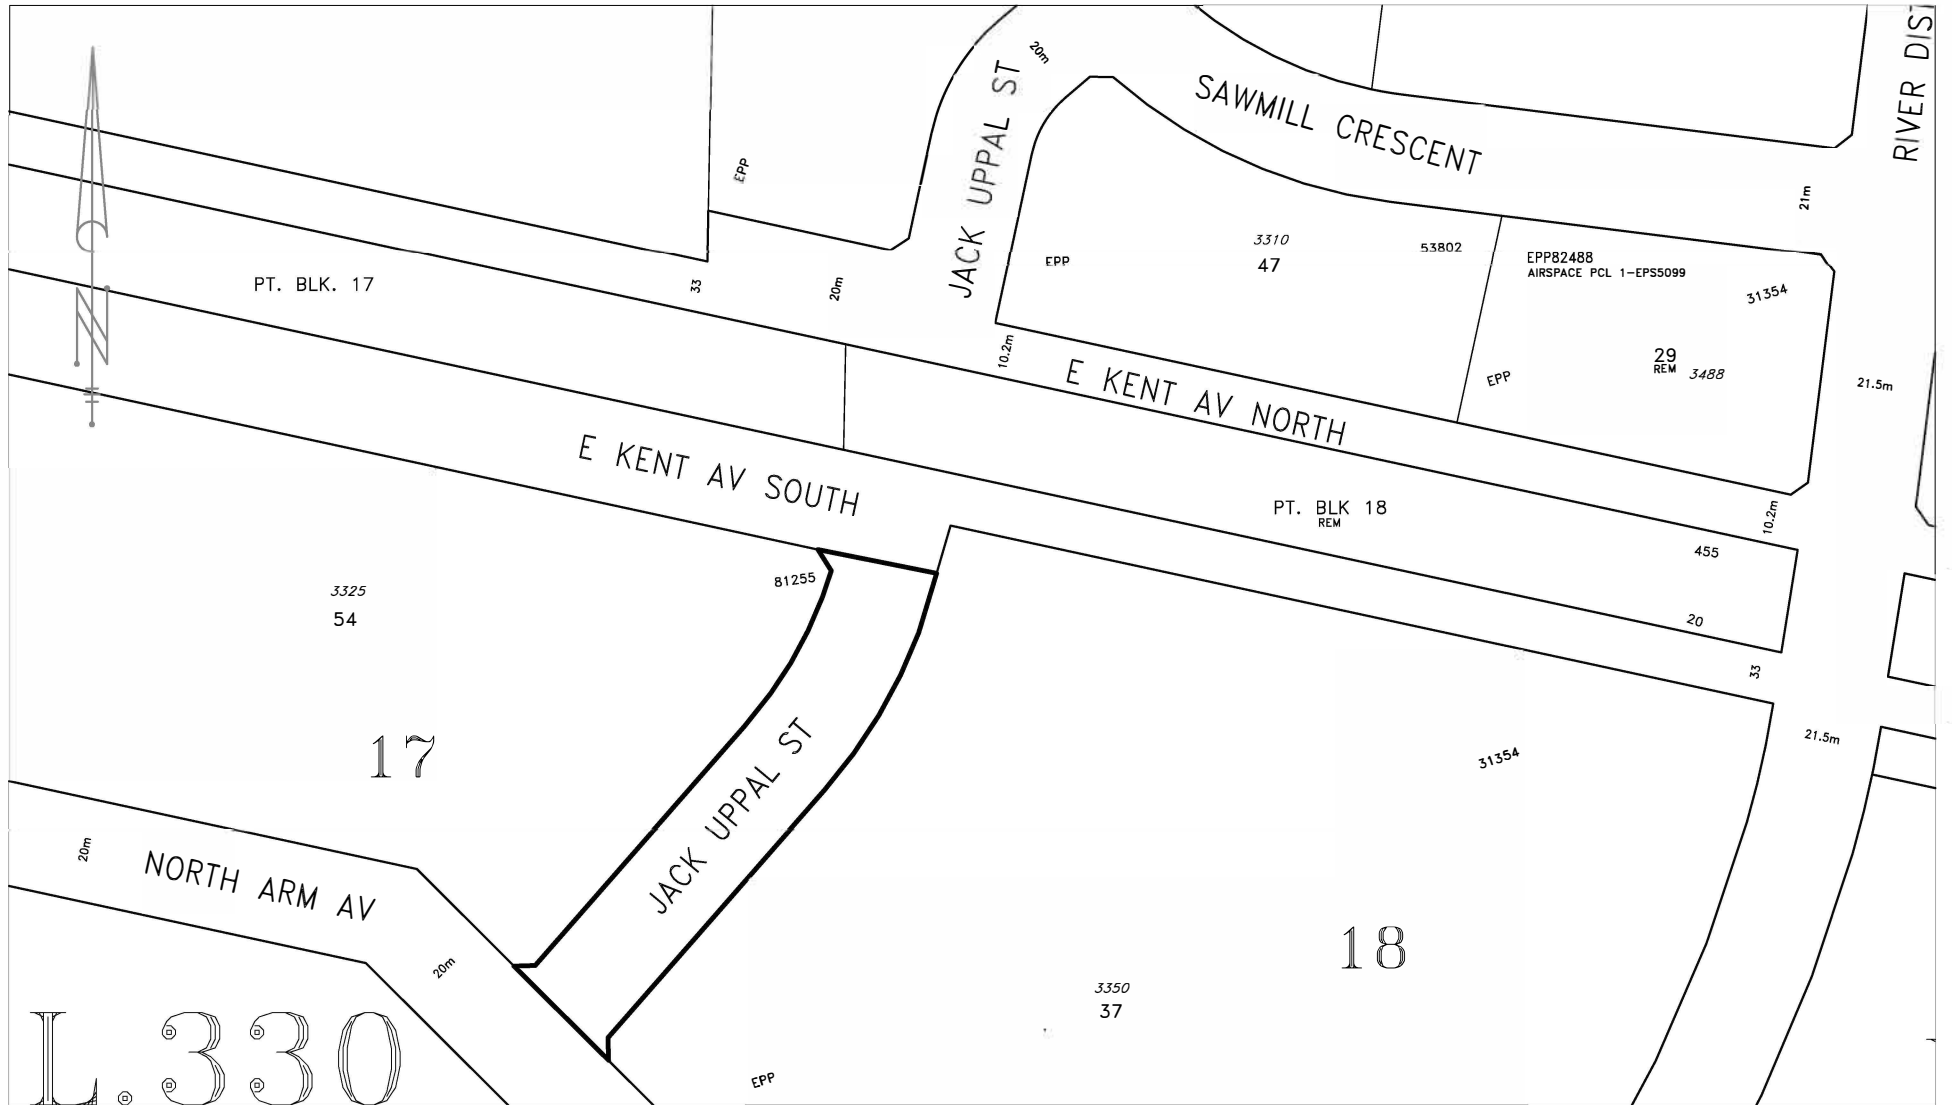 RIVER DIST
20m
SAWMILL CRESCENT
JACK UPPAL ST
EPP
21m
3310
47
53802
EPP
EPP82488
AIRSPACE PCL 1-EPS5099
31354
PT. BLK. 17
33
20m
N
10.2m
29
REM
3488
EPP
21.5m
E KENT AV NORTH
E KENT AV SOUTH
PT. BLK 18
REM
10.2m
455
81255
3325
54
20
33
17
JACK UPPAL ST
31354
21.5m
20m
NORTH ARM AV
20m
18
3350
37
L.330
EPP